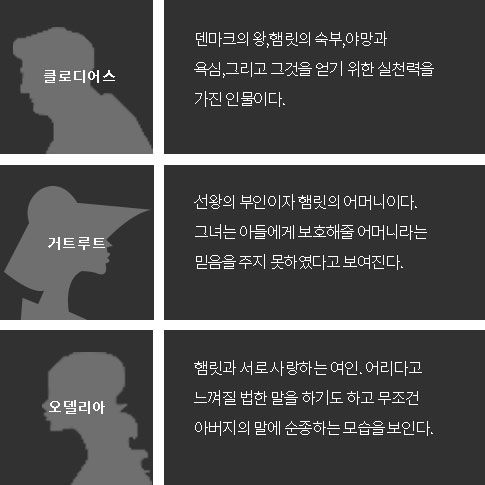 클로디어스
덴마크의 왕,햄릿의 숙부,야망과
욕심,그리고 그것을 얻기 위한 실천력을
가진 인물이다.
거트루트
선왕의 부인이자 햄릿의 어머니이다.
그녀는 아들에게 보호해줄 어머니라는
믿음을 주지 못하였다고 보여진다.
오델리아
햄릿과 서로 사랑하는 여인. 어리다고
느껴질 법한 말을 하기도 하고 무조건
아버지의 말에 순종하는 모습을 보인다.